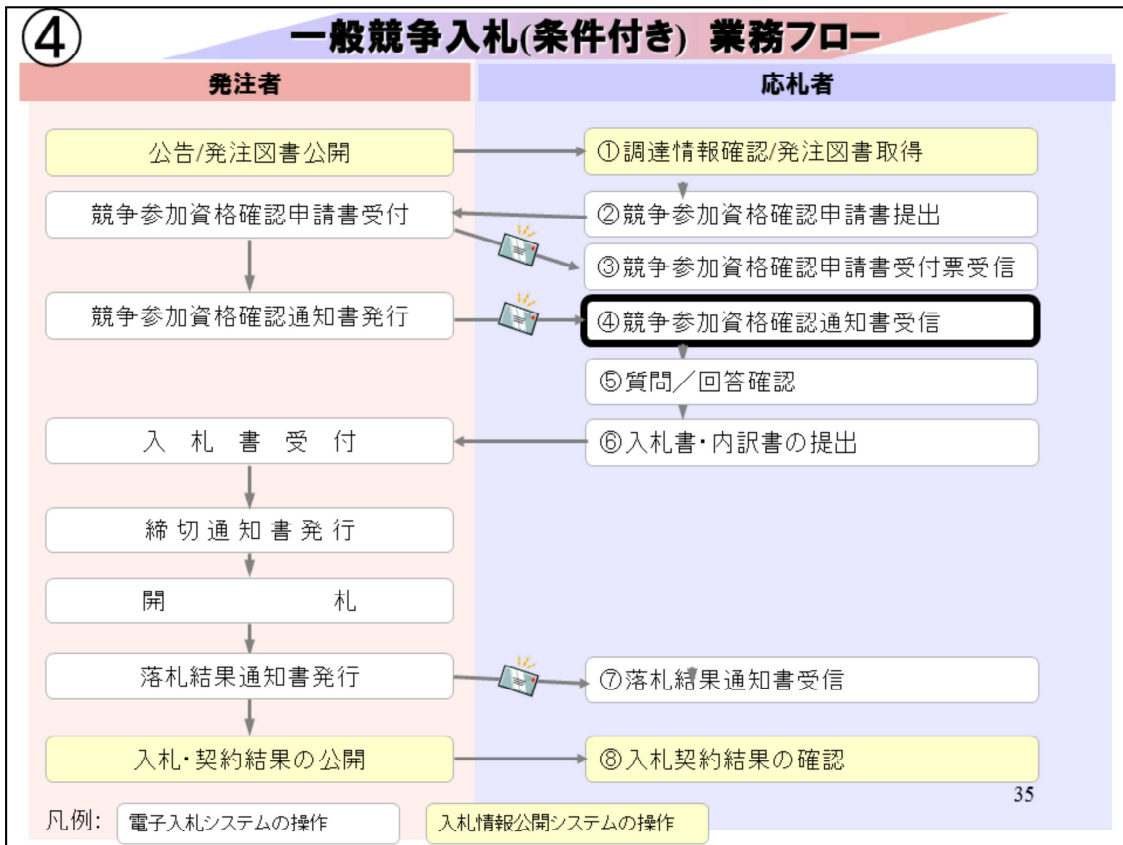 ④
一般競争入札(条件付き) 業務フロー
発注者
応札者
公告/発注図書公開
①調達情報確認/発注図書取得
競争参加資格確認申請書受付
②競争参加資格確認申請書提出
③競争参加資格確認申請書受付票受信
競争参加資格確認通知書発行
④競争参加資格確認通知書受信
⑤質問／回答確認
入 札 書 受 付
⑥入札書・内訳書の提出
締 切 通 知 書 発 行
開 札
落札結果通知書発行
⑦落札結果通知書受信
入札・契約結果の公開
⑧入札契約結果の確認
35
凡例:
電子入札システムの操作
入札情報公開システムの操作